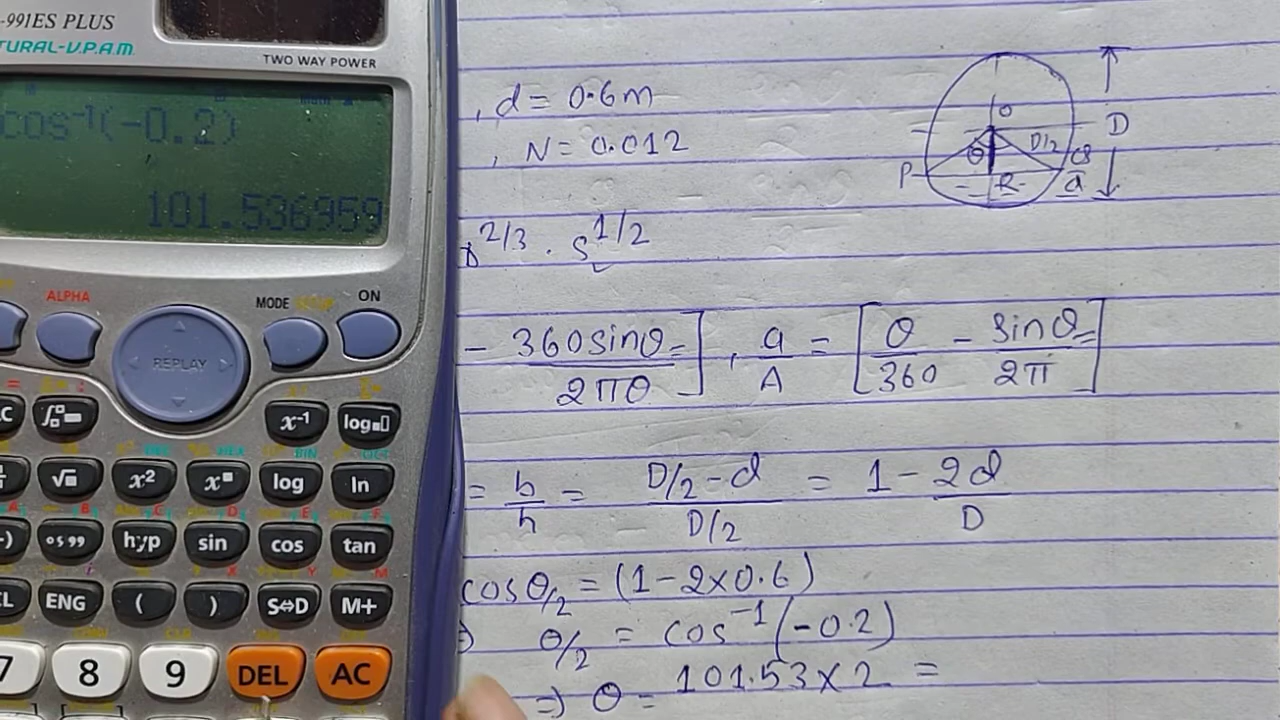 -991ES PLUS
TURAL-V.P.A.M.
TWO WAY POWER
cos⁻¹(-0.2)
101.536959
ALPHA
MODE SETUP
ON
REPLAY
x⁻¹
log
√
x²
x
log
ln
hyp
sin
cos
tan
ENG
(
)
S⇔D
M+
7
8
9
DEL
AC
, d = 0.6m
, N = 0.012
2/3 . S^1/2
O
D
θ
D/2
P
R
a
- 360sinθ / 2πθ ] , a/A = [ θ/360 - sinθ/2π ]
= b/h = D/2-d / D/2 = 1 - 2d/D
cosθ/2 = (1-2×0.6)
θ/2 = cos⁻¹(-0.2)
⇒ θ = 101.53×2 =